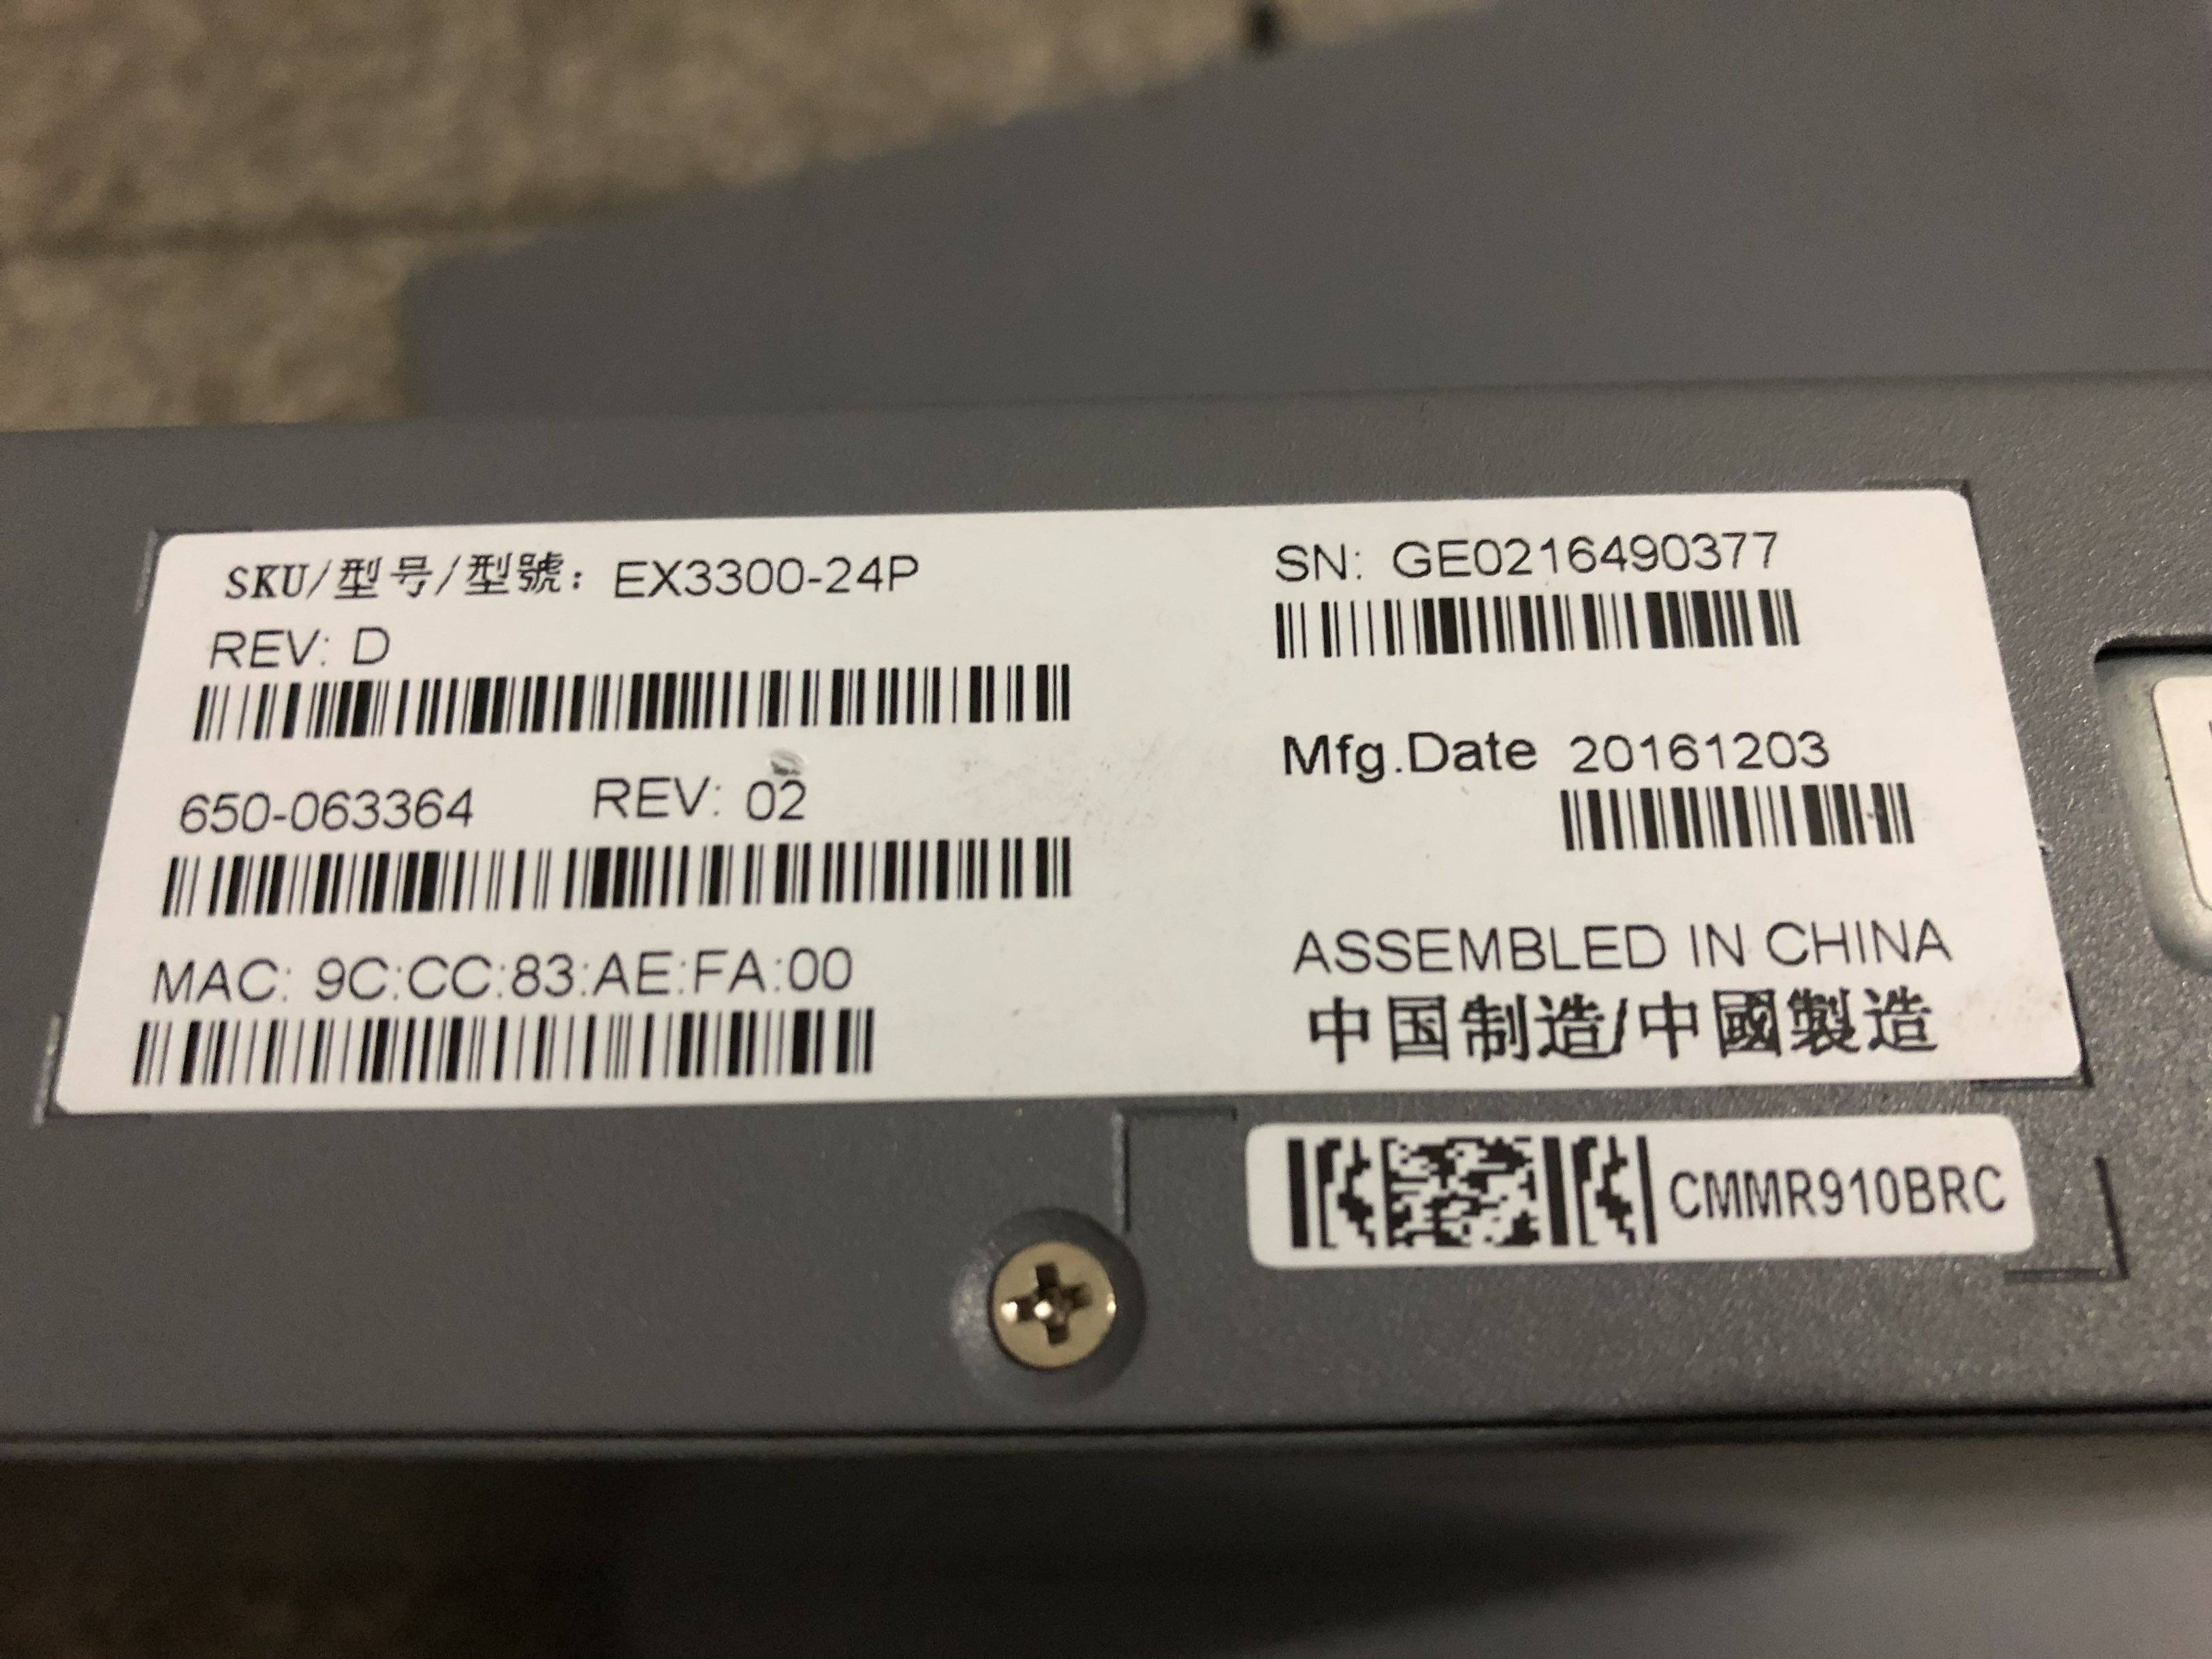 SKU/型号/型號: EX3300-24P
REV: D
650-063364 REV: 02
MAC: 9C:CC:83:AE:FA:00
SN: GE0216490377
Mfg.Date 20161203
ASSEMBLED IN CHINA
中国制造/中國製造
CMMR910BRC